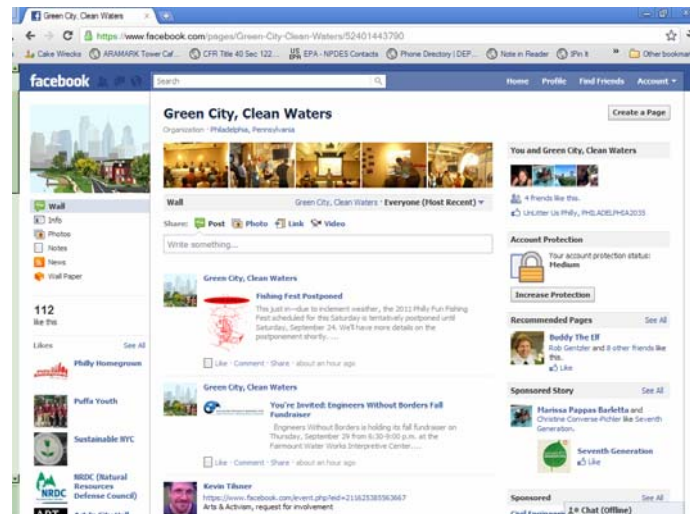 Green City, Clean Waters
https://www.facebook.com/pages/Green-City-Clean-Waters/52401443790
Cake Wrecks ARAMARK Tower Caf... CFR Title 40 Sec 122... EPA - NPDES Contacts Phone Directory | DEP... Note in Reader Pin It » Other bookmar
facebook Search Home Profile Find Friends Account
Green City, Clean Waters
Organization · Philadelphia, Pennsylvania
Create a Page
Wall
Info
Photos
Notes
News
Wall Paper
112
like this
Likes See All
Philly Homegrown
Puffa Youth
Sustainable NYC
NRDC (Natural
Resources
Defense Council)
NRDC
Wall Green City, Clean Waters · Everyone (Most Recent)
Share: Post Photo Link Video
Write something...
Green City, Clean Waters
Fishing Fest Postponed
This just in—due to inclement weather, the 2011 Philly Fun Fishing
Fest scheduled for this Saturday is tentatively postponed until
Saturday, September 24. We'll have more details on the
postponement shortly....
Like · Comment · Share · about an hour ago
Green City, Clean Waters
You're Invited: Engineers Without Borders Fall
Fundraiser
Engineers Without Borders is holding its fall fundraiser on
Thursday, September 29 from 6:30-9:00 p.m. at the
Fairmount Water Works Interpretive Center....
Like · Comment · Share · about an hour ago
Kevin Tilsner
https://www.facebook.com/event.php?eid=211625385563667
Arts & Activism, request for involvement
You and Green City, Clean Waters
4 friends like this.
UnLitter Us Philly, PHILADELPHIA2035
Account Protection
Your account protection
status:
Medium
Increase Protection
Recommended Pages See All
Buddy The Elf
Rob Gentzler and 8 other friends like
this.
Like
Sponsored Story See All
Marissa Pappas Barletta and
Christine Converse-Pichler like Seventh
Generation.
Seventh Generation
Like
Sponsored
Chat (Offline)